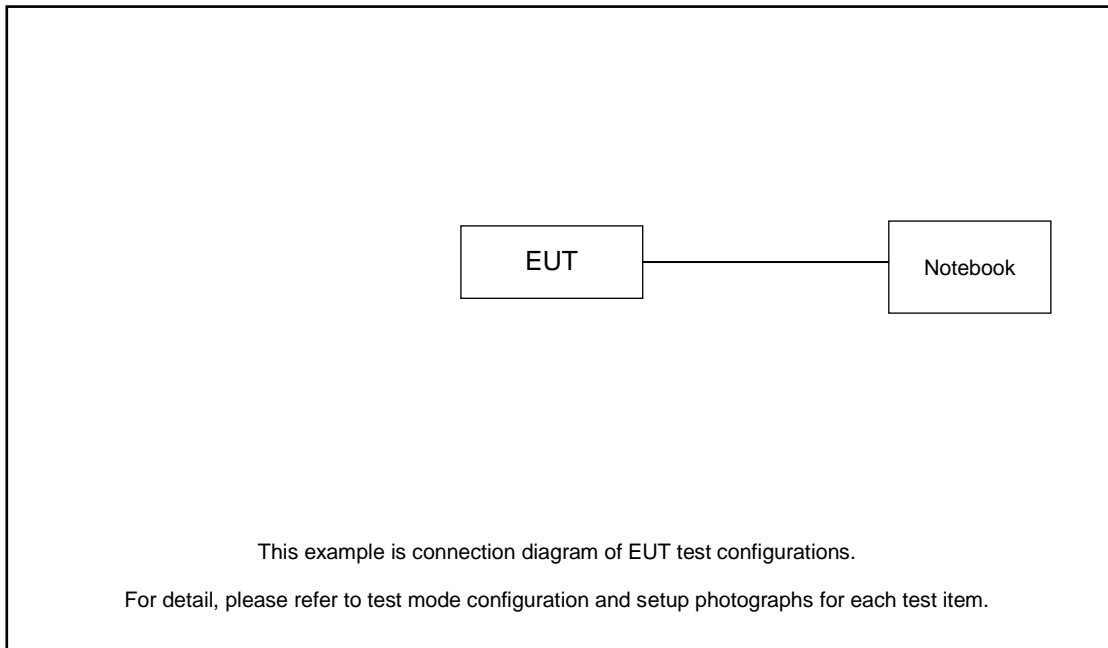 EUT
Notebook
This example is connection diagram of EUT test configurations.
For detail, please refer to test mode configuration and setup photographs for each test item.